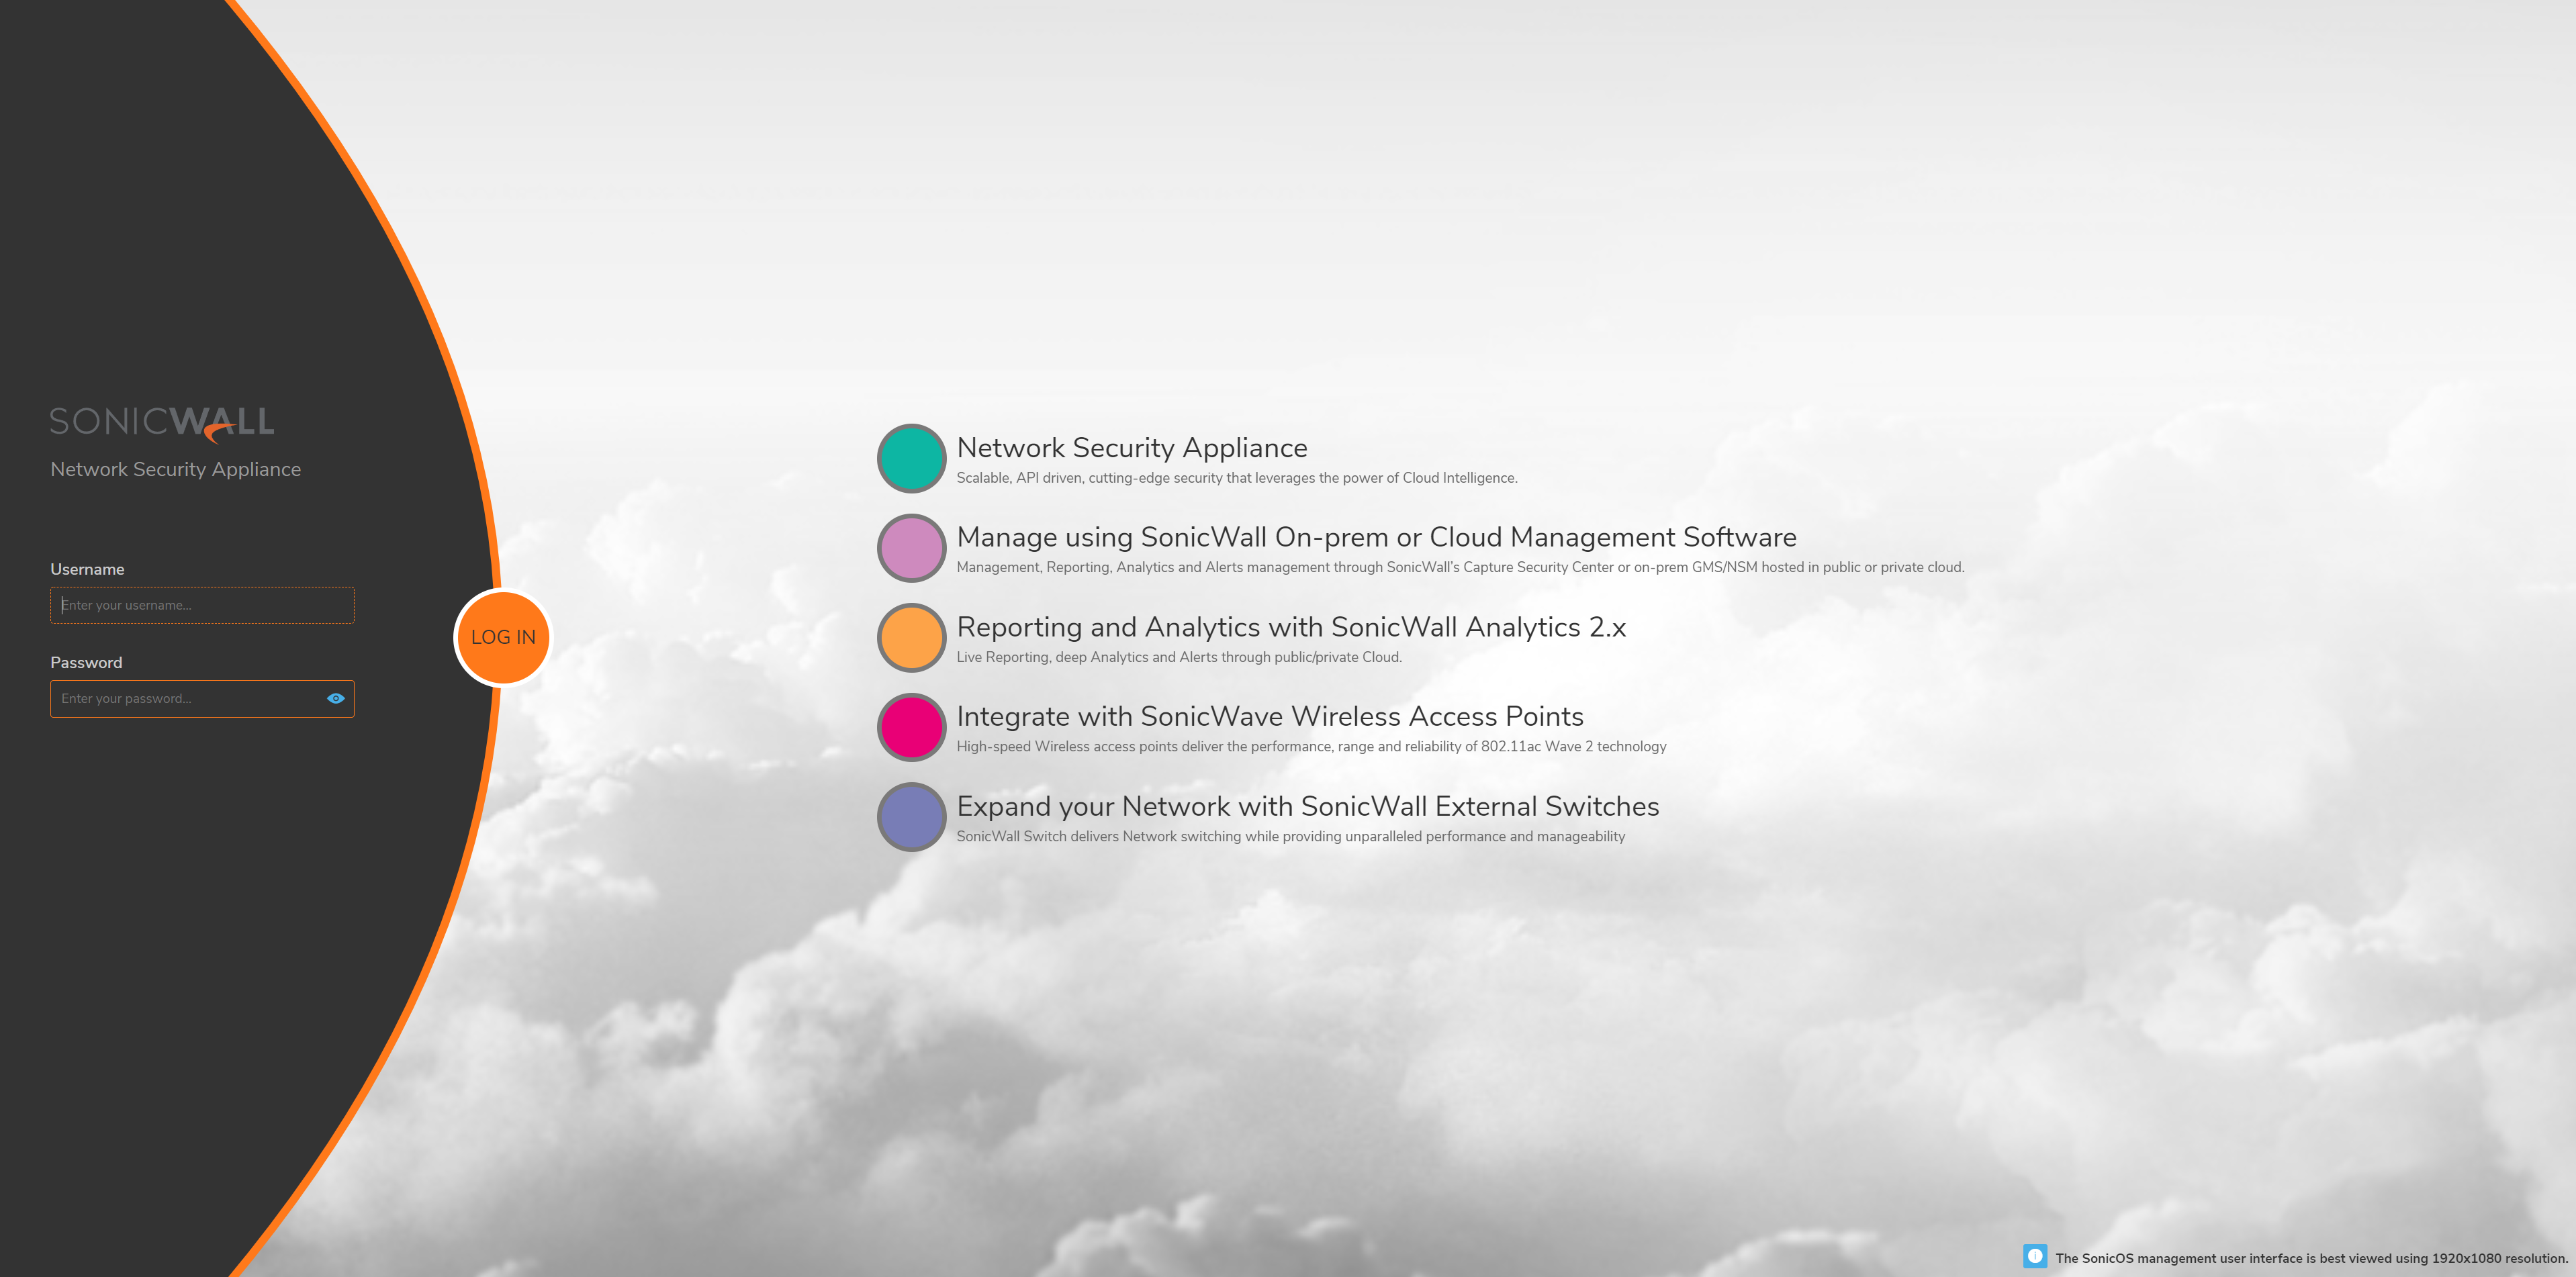 SONICWALL
Network Security Appliance
Username
Enter your username...
Password
Enter your password...
LOG IN
Network Security Appliance
Scalable, API driven, cutting-edge security that leverages the power of Cloud Intelligence.
Manage using SonicWall On-prem or Cloud Management Software
Management, Reporting, Analytics and Alerts management through SonicWall's Capture Security Center or on-prem GMS/NSM hosted in public or private cloud.
Reporting and Analytics with SonicWall Analytics 2.x
Live Reporting, deep Analytics and Alerts through public/private Cloud.
Integrate with SonicWave Wireless Access Points
High-speed Wireless access points deliver the performance, range and reliability of 802.11ac Wave 2 technology
Expand your Network with SonicWall External Switches
SonicWall Switch delivers Network switching while providing unparalleled performance and manageability
The SonicOS management user interface is best viewed using 1920x1080 resolution.